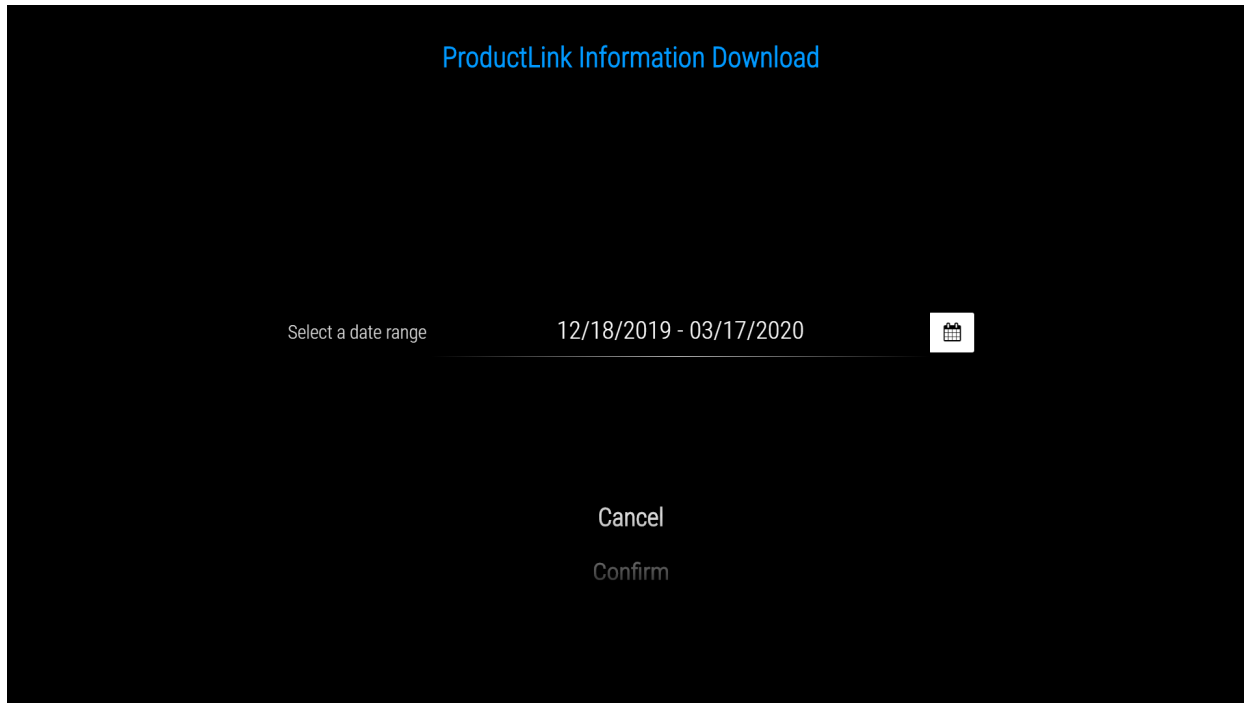 ProductLink Information Download
Select a date range 12/18/2019 - 03/17/2020
Cancel
Confirm